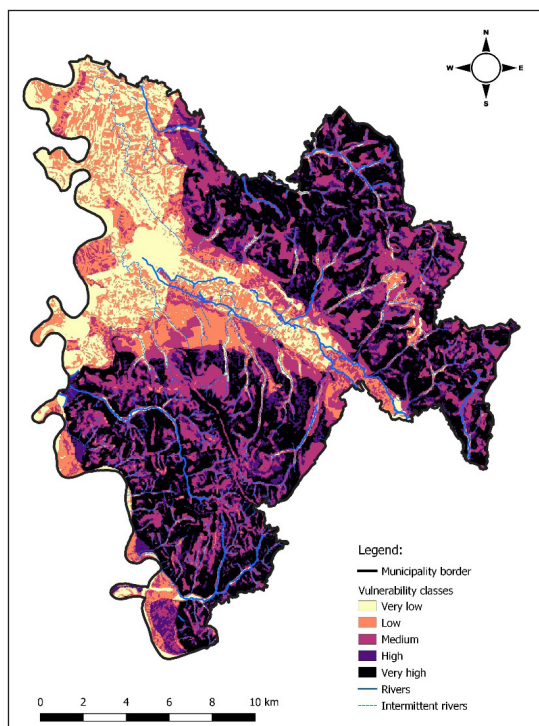 N
W E
S
Legend:
Municipality border
Vulnerability classes
Very low
Low
Medium
High
Very high
Rivers
Intermittent rivers
0 2 4 6 8 10 km